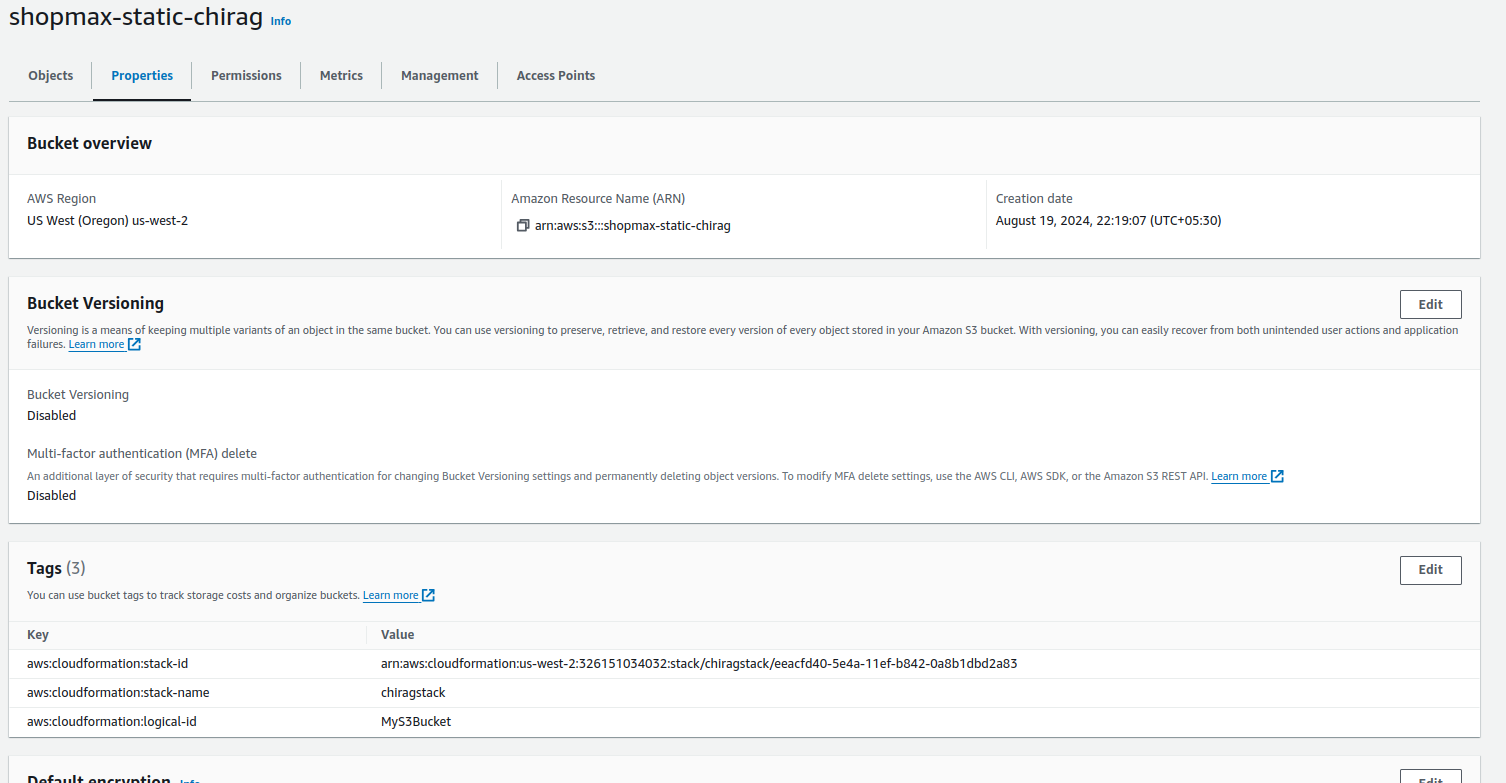 shopmax-static-chirag Info
Objects Properties Permissions Metrics Management Access Points
Bucket overview
AWS Region
US West (Oregon) us-west-2
Amazon Resource Name (ARN)
arn:aws:s3:::shopmax-static-chirag
Creation date
August 19, 2024, 22:19:07 (UTC+05:30)
Bucket Versioning
Edit
Versioning is a means of keeping multiple variants of an object in the same bucket. You can use versioning to preserve, retrieve, and restore every version of every object stored in your Amazon S3 bucket. With versioning, you can easily recover from both unintended user actions and application
failures. Learn more
Bucket Versioning
Disabled
Multi-factor authentication (MFA) delete
An additional layer of security that requires multi-factor authentication for changing Bucket Versioning settings and permanently deleting object versions. To modify MFA delete settings, use the AWS CLI, AWS SDK, or the Amazon S3 REST API. Learn more
Disabled
Tags (3)
Edit
You can use bucket tags to track storage costs and organize buckets. Learn more
Key Value
aws:cloudformation:stack-id arn:aws:cloudformation:us-west-2:326151034032:stack/chiragstack/eeacfd40-5e4a-11ef-b842-0a8b1dbd2a83
aws:cloudformation:stack-name chiragstack
aws:cloudformation:logical-id MyS3Bucket
Default encryption Info
Edit